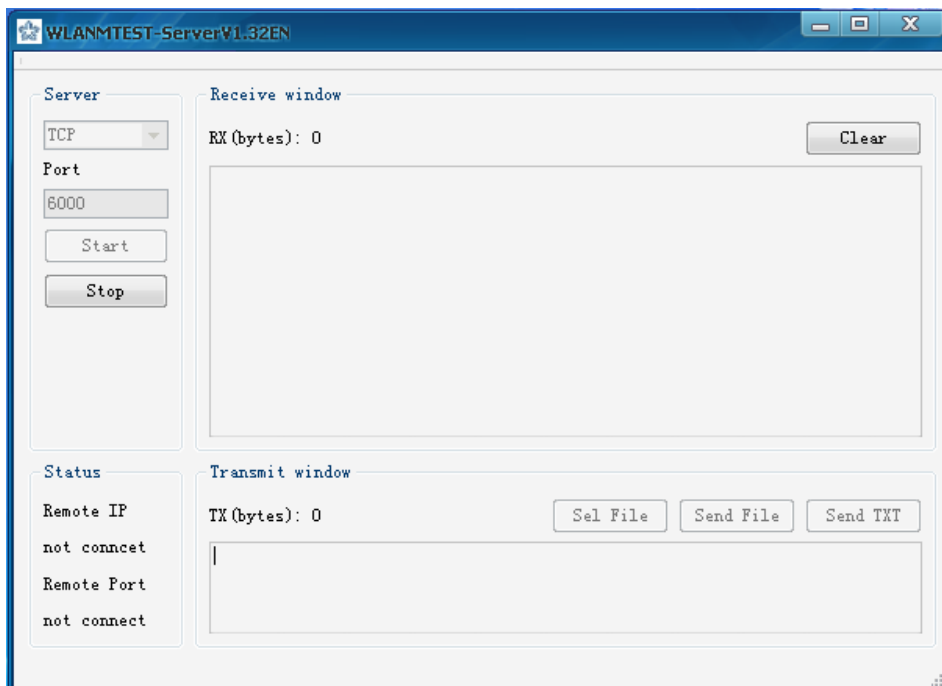 WLANMTEST-ServerV1.32EN
Server
TCP
Port
6000
Start
Stop
Receive window
RX(bytes): 0
Clear
Status
Remote IP
not conncet
Remote Port
not connect
Transmit window
TX(bytes): 0
Sel File
Send File
Send TXT